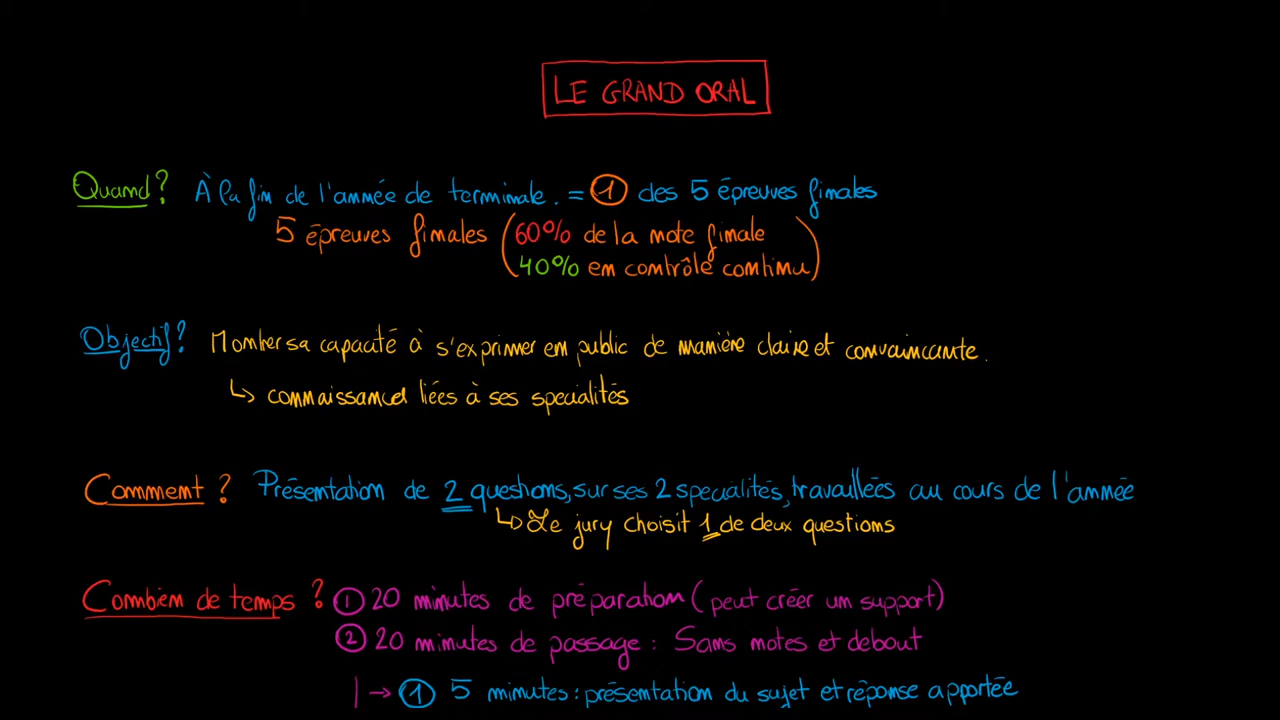 LE GRAND ORAL
Quand ? À la fin de l'année de terminale. = 1 des 5 épreuves finales
5 épreuves finales (60% de la note finale
40% en contrôle continu)
Objectif ? Montrer sa capacité à s'exprimer en public de manière claire et convaincante.
↳ connaissances liées à ses specialités
Comment ? Présentation de 2 questions, sur ses 2 specialités, travaillées au cours de l'année
↳ Le jury choisit 1 de deux questions
Combien de temps ? 1 20 minutes de préparation (peut créer un support)
2 20 minutes de passage : Sans notes et debout
|→ 1 5 minutes : présentation du sujet et réponse apportée